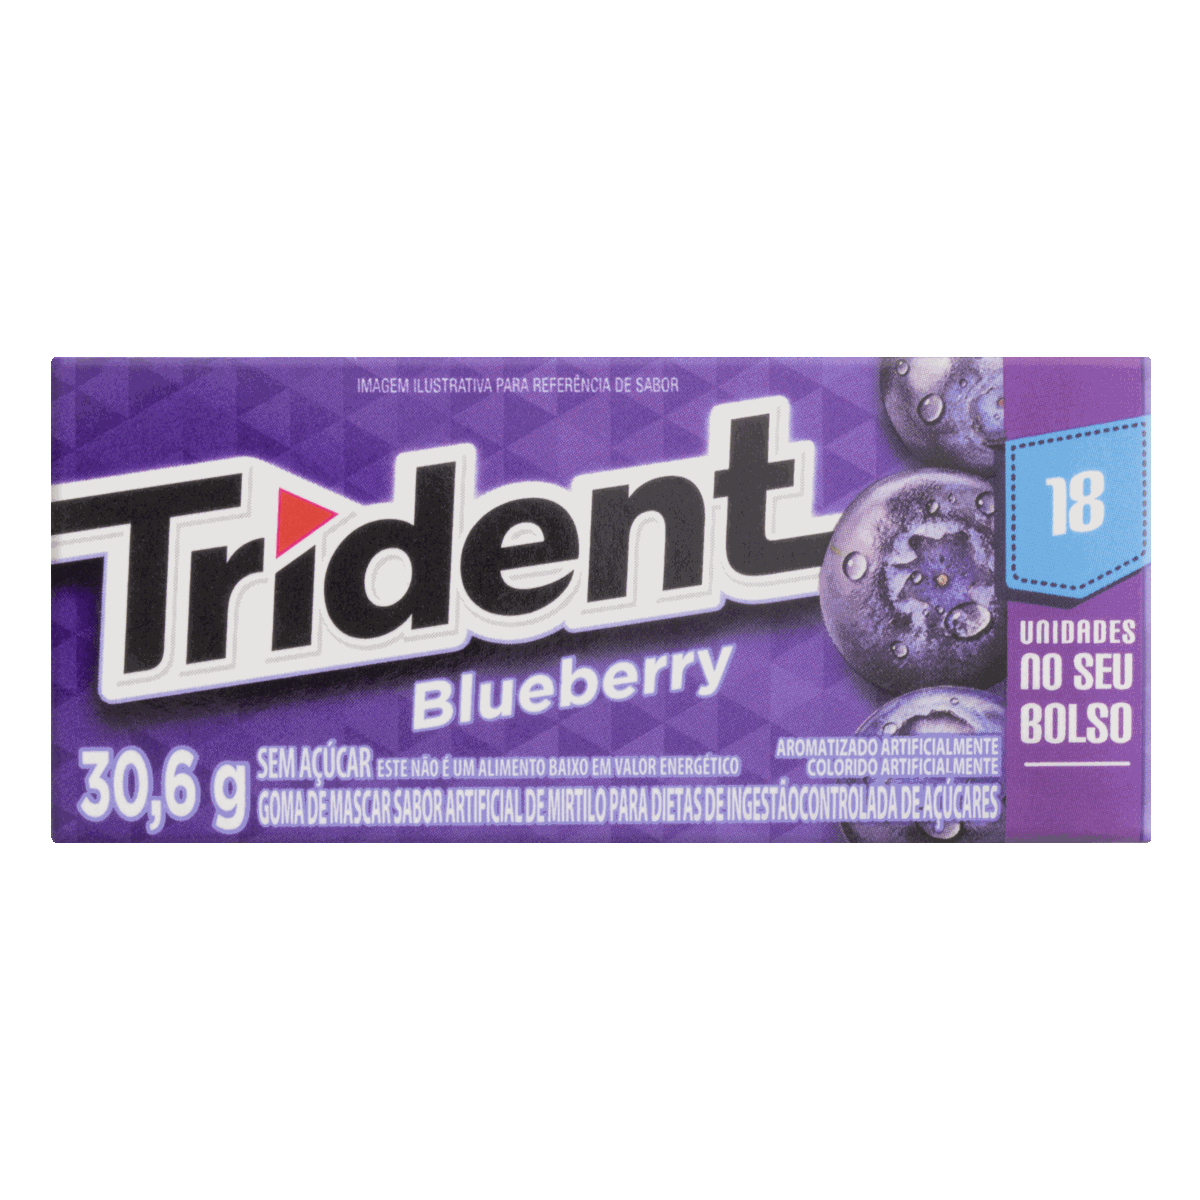 IMAGEM ILUSTRATIVA PARA REFERÊNCIA DE SABOR
Trident
Blueberry
30,6 g
SEM AÇÚCAR ESTE NÃO É UM ALIMENTO BAIXO EM VALOR ENERGÉTICO
AROMATIZADO ARTIFICIALMENTE
COLORIDO ARTIFICIALMENTE
GOMA DE MASCAR SABOR ARTIFICIAL DE MIRTILO PARA DIETAS DE INGESTÃO CONTROLADA DE AÇÚCARES
18
UNIDADES
NO SEU
BOLSO